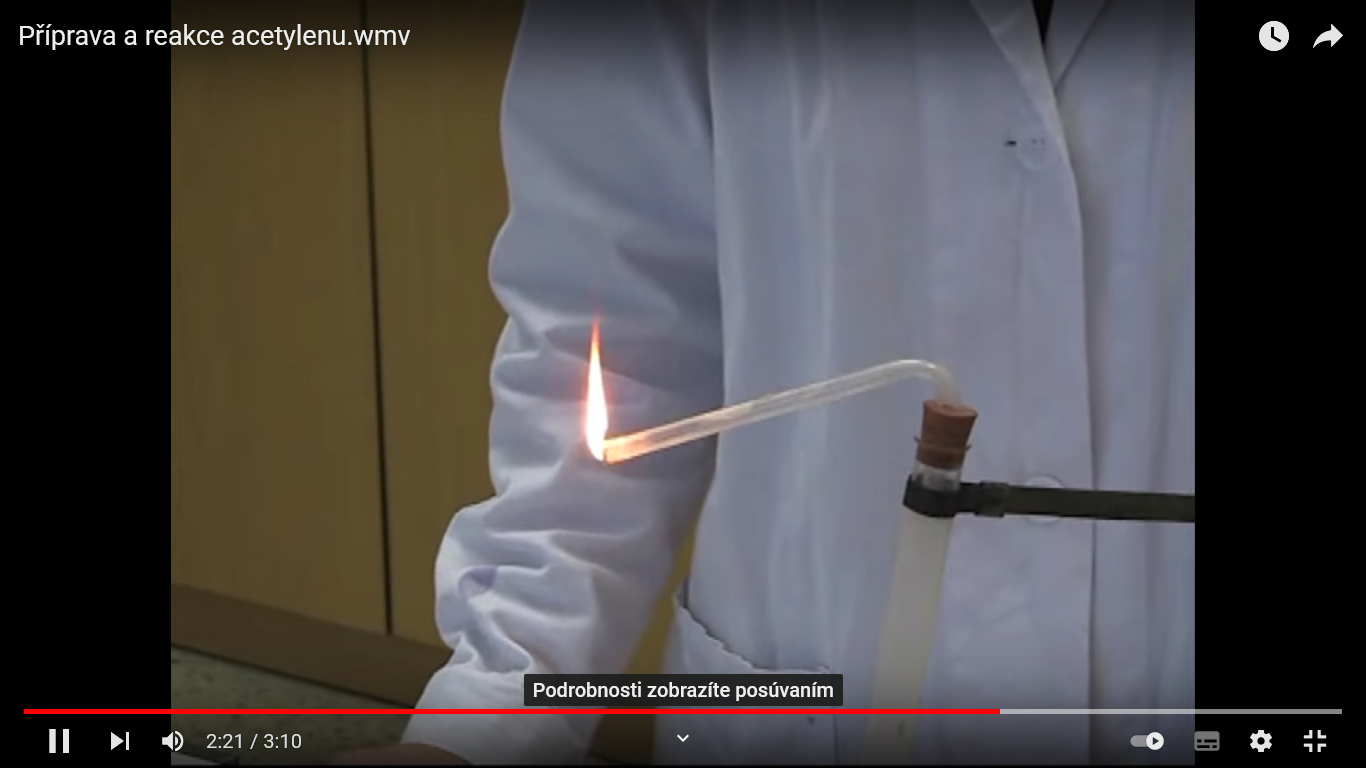 Příprava a reakce acetylenu.wmv
Podrobnosti zobrazíte posúvaním
2:21 / 3:10